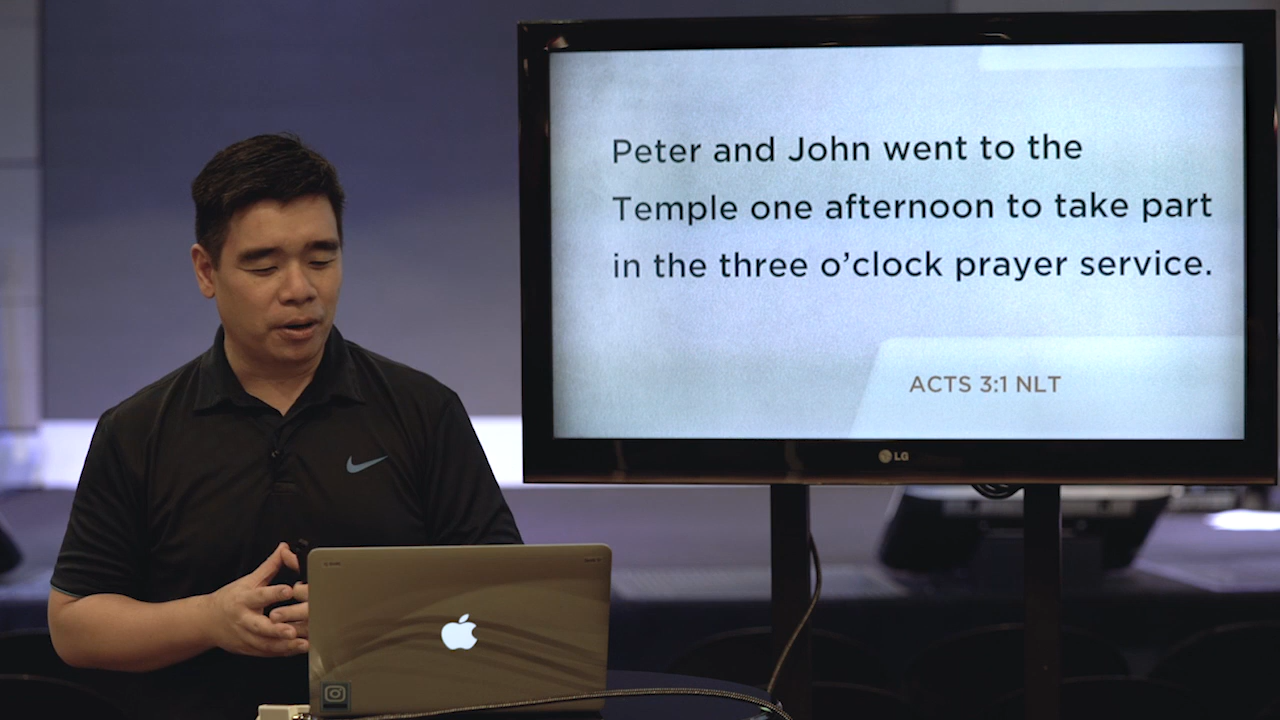 Peter and John went to the
Temple one afternoon to take part
in the three o’clock prayer service.
ACTS 3:1 NLT
LG